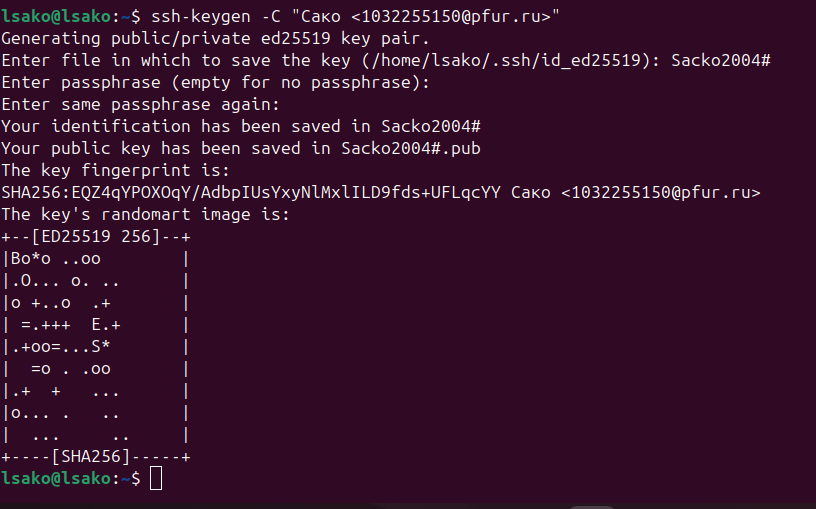 lsako@lsako:~$ ssh-keygen -C "Сако <1032255150@pfur.ru>"
Generating public/private ed25519 key pair.
Enter file in which to save the key (/home/lsako/.ssh/id_ed25519): Sacko2004#
Enter passphrase (empty for no passphrase):
Enter same passphrase again:
Your identification has been saved in Sacko2004#
Your public key has been saved in Sacko2004#.pub
The key fingerprint is:
SHA256:EQZ4qYPOXOqY/AdbpIUsYxyNlMxlILD9fds+UFLqcYY Сако <1032255150@pfur.ru>
The key's randomart image is:
+--[ED25519 256]--+
|Bo*o ..oo        |
|.O... o. ..      |
|o +..o  .+       |
| =.+++  E.+      |
|.+oo=...S*       |
|  =o . .oo       |
|.+  +   ...      |
|o... .   ..      |
|  ...     ..     |
+----[SHA256]-----+
lsako@lsako:~$